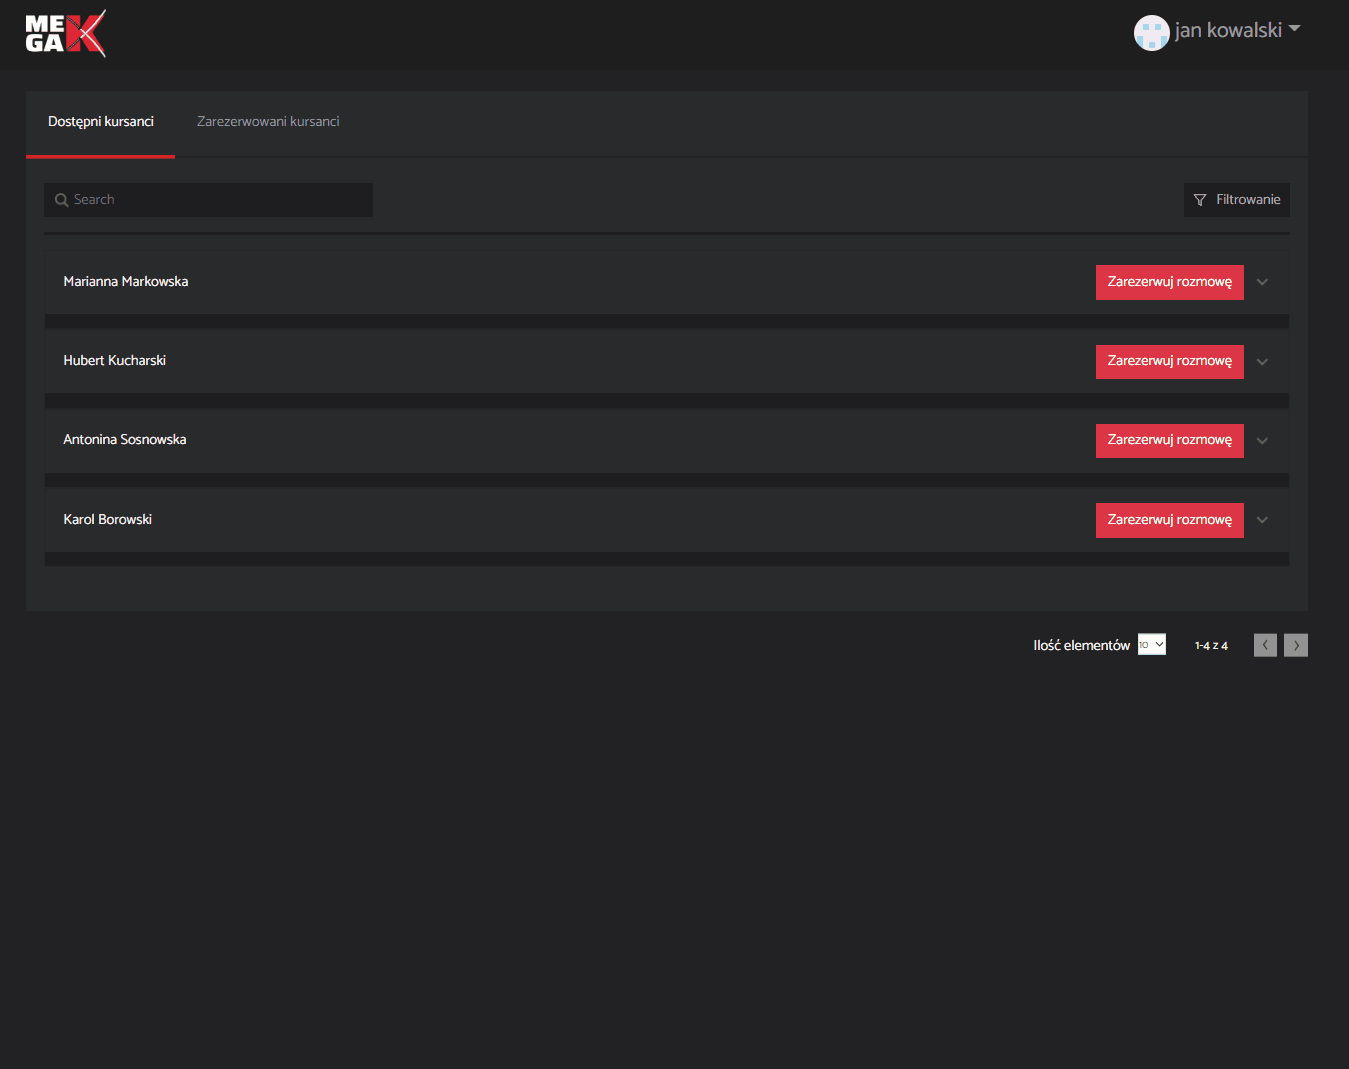 MEGAK
jan kowalski
Dostępni kursanci
Zarezerwowani kursanci
Search
Filtrowanie
Marianna Markowska
Zarezerwuj rozmowę
Hubert Kucharski
Zarezerwuj rozmowę
Antonina Sosnowska
Zarezerwuj rozmowę
Karol Borowski
Zarezerwuj rozmowę
Ilość elementów 10 1-4 z 4